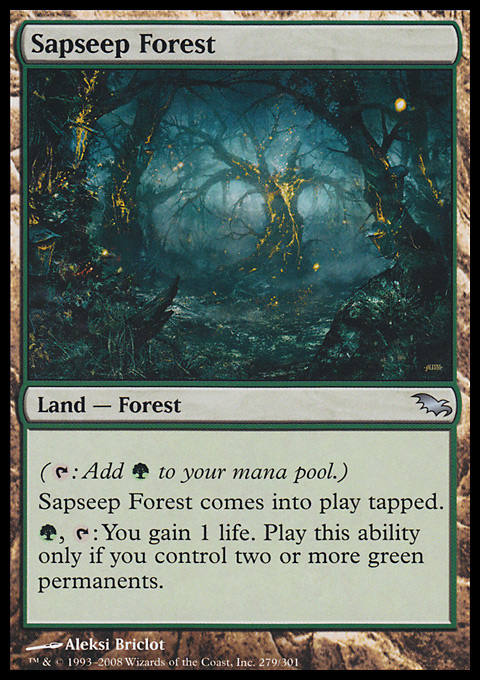 Sapseep Forest
Land — Forest
( : Add to your mana pool.)
Sapseep Forest comes into play tapped.
, : You gain 1 life. Play this ability
only if you control two or more green
permanents.
Aleksi Briclot
™ & © 1993–2008 Wizards of the Coast, Inc. 279/301